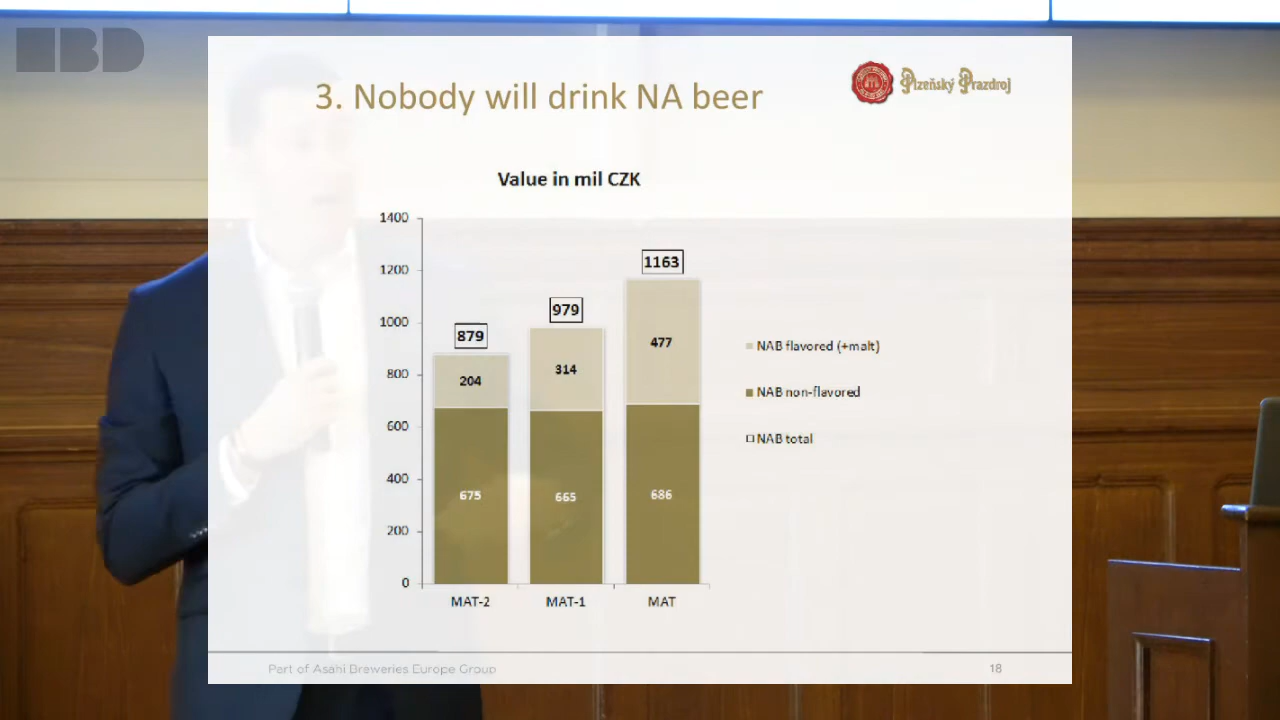 IBD
3. Nobody will drink NA beer
Plzeňský Prazdroj
Value in mil CZK
1400
1200
1000
800
600
400
200
0
879
204
675
979
314
665
1163
477
686
MAT-2
MAT-1
MAT
NAB flavored (+malt)
NAB non-flavored
NAB total
Part of Asahi Breweries Europe Group
18